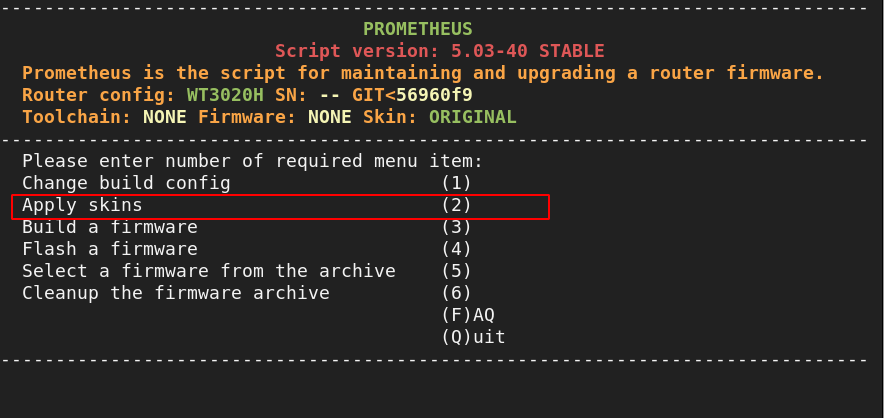 PROMETHEUS
Script version: 5.03-40 STABLE
Prometheus is the script for maintaining and upgrading a router firmware.
Router config: WT3020H SN: -- GIT<56960f9
Toolchain: NONE Firmware: NONE Skin: ORIGINAL
Please enter number of required menu item:
Change build config (1)
Apply skins (2)
Build a firmware (3)
Flash a firmware (4)
Select a firmware from the archive (5)
Cleanup the firmware archive (6)
(F)AQ
(Q)uit